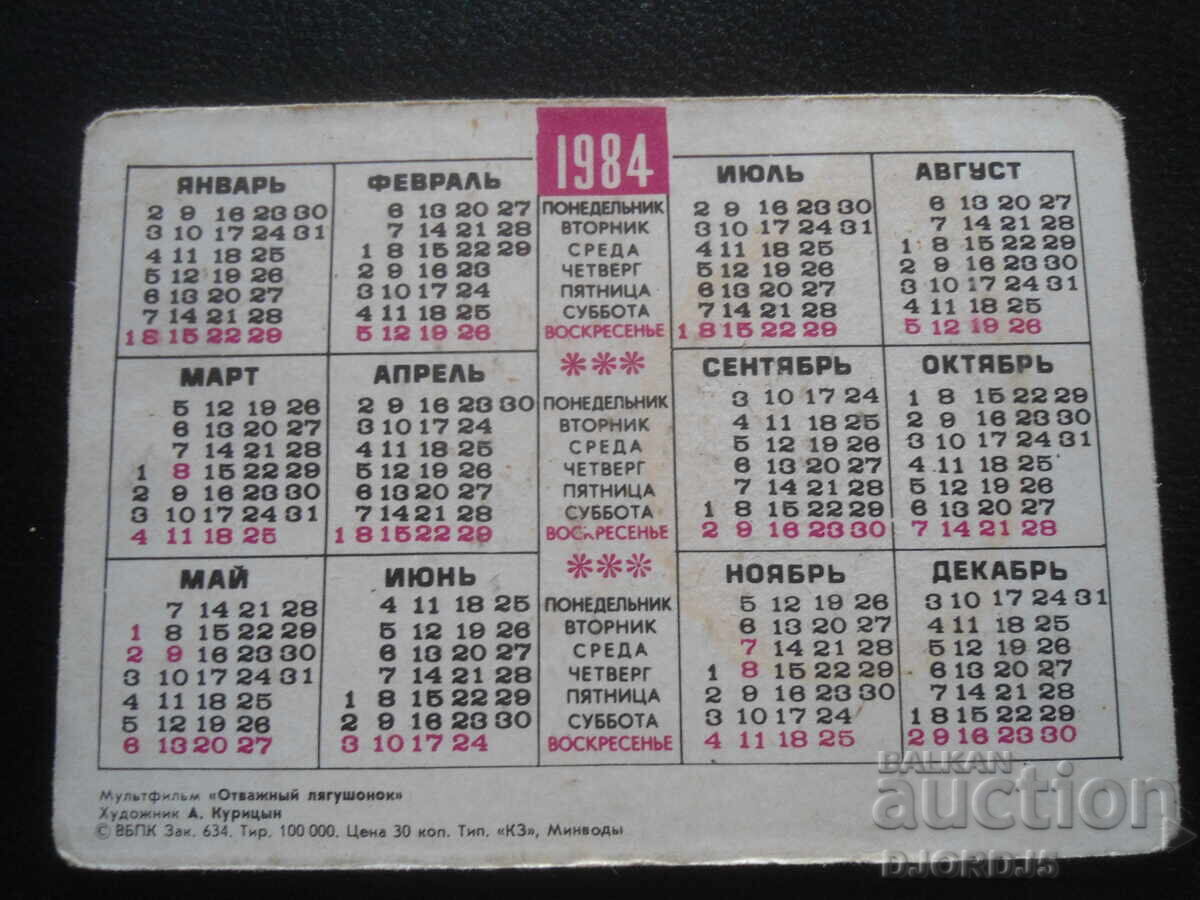 1984
ЯНВАРЬ
2 9 16 23 30
3 10 17 24 31
4 11 18 25
5 12 19 26
6 13 20 27
7 14 21 28
1 8 15 22 29
ФЕВРАЛЬ
6 13 20 27
7 14 21 28
1 8 15 22 29
2 9 16 23
3 10 17 24
4 11 18 25
5 12 19 26
ПОНЕДЕЛЬНИК
ВТОРНИК
СРЕДА
ЧЕТВЕРГ
ПЯТНИЦА
СУББОТА
ВОСКРЕСЕНЬЕ
ИЮЛЬ
2 9 16 23 30
3 10 17 24 31
4 11 18 25
5 12 19 26
6 13 20 27
7 14 21 28
1 8 15 22 29
АВГУСТ
6 13 20 27
7 14 21 28
1 8 15 22 29
2 9 16 23 30
3 10 17 24 31
4 11 18 25
5 12 19 26
***
МАРТ
5 12 19 26
6 13 20 27
7 14 21 28
1 8 15 22 29
2 9 16 23 30
3 10 17 24 31
4 11 18 25
АПРЕЛЬ
2 9 16 23 30
3 10 17 24
4 11 18 25
5 12 19 26
6 13 20 27
7 14 21 28
1 8 15 22 29
ПОНЕДЕЛЬНИК
ВТОРНИК
СРЕДА
ЧЕТВЕРГ
ПЯТНИЦА
СУББОТА
ВОСКРЕСЕНЬЕ
СЕНТЯБРЬ
3 10 17 24
4 11 18 25
5 12 19 26
6 13 20 27
7 14 21 28
1 8 15 22 29
2 9 16 23 30
ОКТЯБРЬ
1 8 15 22 29
2 9 16 23 30
3 10 17 24 31
4 11 18 25
5 12 19 26
6 13 20 27
7 14 21 28
***
МАЙ
7 14 21 28
1 8 15 22 29
2 9 16 23 30
3 10 17 24 31
4 11 18 25
5 12 19 26
6 13 20 27
ИЮНЬ
4 11 18 25
5 12 19 26
6 13 20 27
7 14 21 28
1 8 15 22 29
2 9 16 23 30
3 10 17 24
ПОНЕДЕЛЬНИК
ВТОРНИК
СРЕДА
ЧЕТВЕРГ
ПЯТНИЦА
СУББОТА
ВОСКРЕСЕНЬЕ
НОЯБРЬ
5 12 19 26
6 13 20 27
7 14 21 28
1 8 15 22 29
2 9 16 23 30
3 10 17 24
4 11 18 25
ДЕКАБРЬ
3 10 17 24 31
4 11 18 25
5 12 19 26
6 13 20 27
7 14 21 28
1 8 15 22 29
2 9 16 23 30
Мультфильм «Отважный лягушонок»
Художник А. Курицын
© ВБПК Зак. 634. Тир. 100 000. Цена 30 коп. Тип. «КЗ», Минводы
BALKAN
auction
DJORDJ5